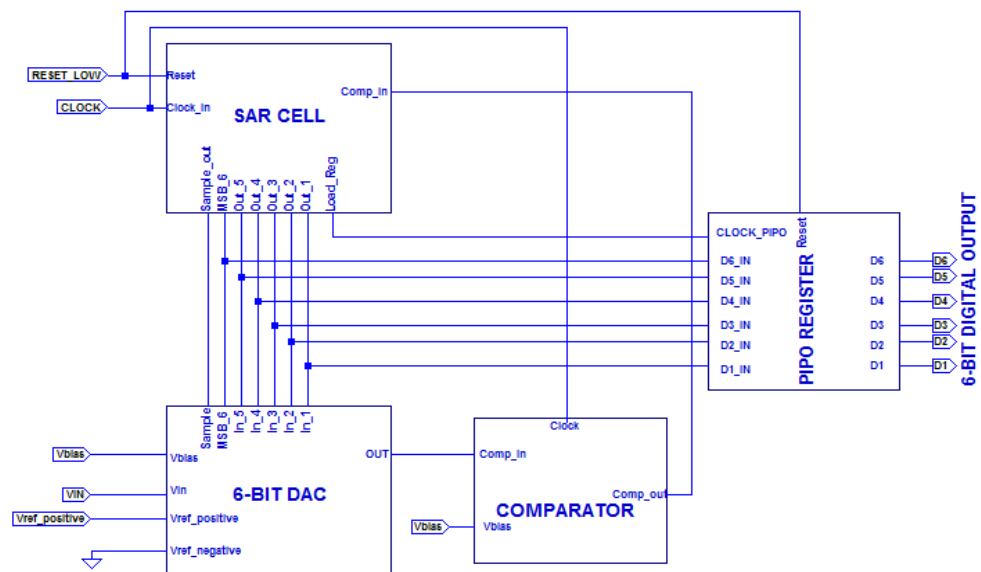 RESET_LOW
CLOCK
Reset
Clock_In
Comp_In
SAR CELL
Sample_out
MSB_6
Out_5
Out_4
Out_3
Out_2
Out_1
Load_Reg
CLOCK_PIPO
Reset
D6_IN
D5_IN
D4_IN
D3_IN
D2_IN
D1_IN
PIPO REGISTER
D6
D5
D4
D3
D2
D1
D6
D5
D4
D3
D2
D1
6-BIT DIGITAL OUTPUT
Sample
MSB_6
In_5
In_4
In_3
In_2
In_1
Vbias
VIN
Vref_positive
Vbias
Vin
Vref_positive
Vref_negative
6-BIT DAC
OUT
Clock
Comp_In
Comp_out
COMPARATOR
Vbias
Vbias